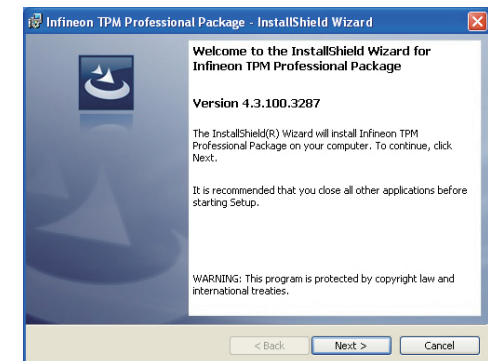 Infineon TPM Professional Package - InstallShield Wizard
Welcome to the InstallShield Wizard for
Infineon TPM Professional Package
Version 4.3.100.3287
The InstallShield(R) Wizard will install Infineon TPM
Professional Package on your computer. To continue, click
Next.
It is recommended that you close all other applications before
starting Setup.
WARNING: This program is protected by copyright law and
international treaties.
< Back Next > Cancel